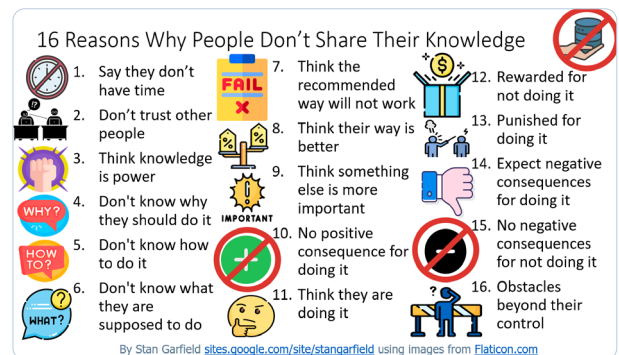 16 Reasons Why People Don’t Share Their Knowledge
1. Say they don’t
have time
2. Don’t trust other
people
!?
3. Think knowledge
is power
4. Don't know why
they should do it
WHY?
5. Don't know how
to do it
HOW
TO?
6. Don't know what
they are
supposed to do
?
WHAT?
7. Think the
recommended
way will not work
FAIL
X
8. Think their way is
better
%
%
9. Think something
else is more
important
!
IMPORTANT
10. No positive
consequence for
doing it
11. Think they are
doing it
12. Rewarded for
not doing it
$
13. Punished for
doing it
14. Expect negative
consequences
for doing it
15. No negative
consequences
for not doing it
16. Obstacles
beyond their
control
?
By Stan Garfield sites.google.com/site/stangarfield using images from Flaticon.com